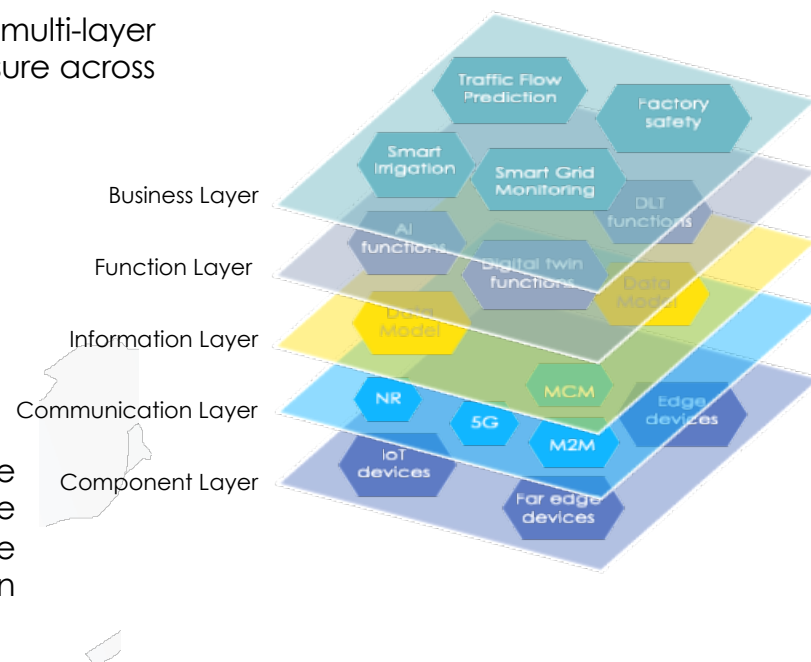 multi-layer
sure across
Traffic Flow
Prediction
Factory
safety
Smart
Irrigation
Smart Grid
Monitoring
Business Layer
DLT
functions
AI
functions
Function Layer
Digital twin
functions
Data
Model
Data
Model
Information Layer
MCM
NR
Edge
devices
Communication Layer
5G
M2M
IoT
devices
e
Component Layer
e
Far edge
devices
e
n